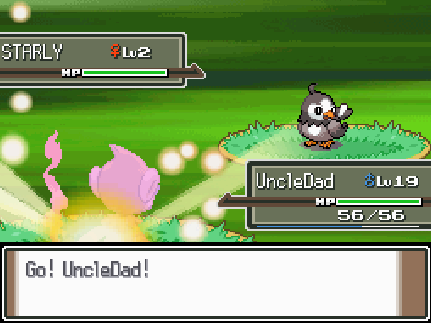 STARLY ♀Lv2
HP
UncleDad ♂Lv19
HP
56/56
Go! UncleDad!